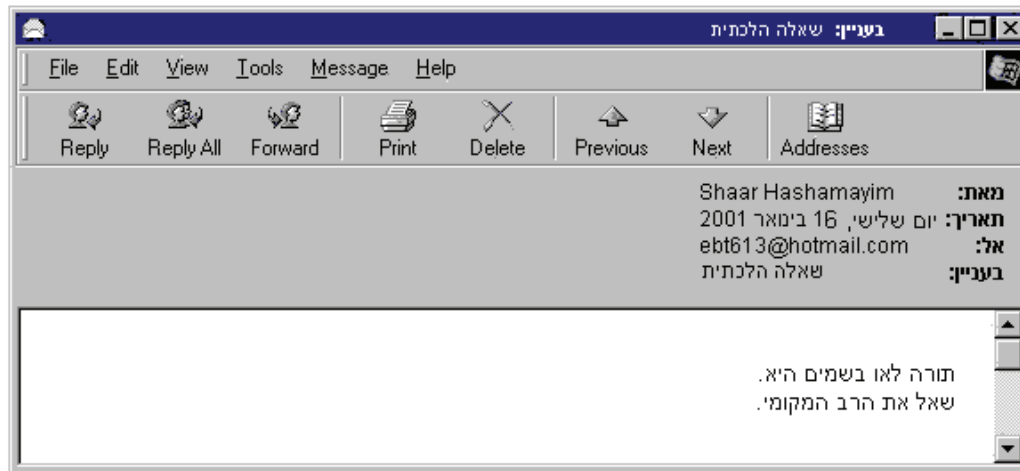 בעניין: שאלה הלכתית
File Edit View Tools Message Help
Reply Reply All Forward Print Delete Previous Next Addresses
מאת: Shaar Hashamayim
תאריך: יום שלישי, 16 בינואר 2001
אל: ebt613@hotmail.com
בעניין: שאלה הלכתית
תורה לאו בשמים היא.
שאל את הרב המקומי.